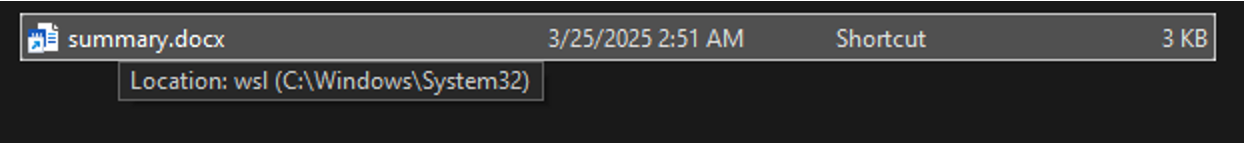 summary.docx 3/25/2025 2:51 AM Shortcut 3 KB
Location: wsl (C:\Windows\System32)